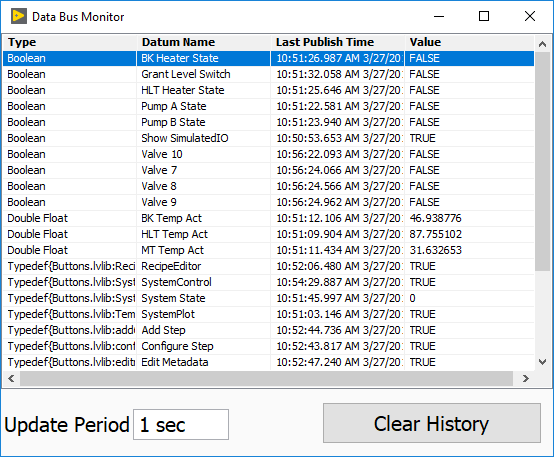 Data Bus Monitor
Type Datum Name Last Publish Time Value
Boolean BK Heater State 10:51:26.987 AM 3/27/20 FALSE
Boolean Grant Level Switch 10:51:32.058 AM 3/27/20 FALSE
Boolean HLT Heater State 10:51:25.646 AM 3/27/20 FALSE
Boolean Pump A State 10:51:22.581 AM 3/27/20 FALSE
Boolean Pump B State 10:51:23.940 AM 3/27/20 FALSE
Boolean Show SimulatedIO 10:50:53.653 AM 3/27/20 TRUE
Boolean Valve 10 10:56:22.093 AM 3/27/20 FALSE
Boolean Valve 7 10:56:24.066 AM 3/27/20 FALSE
Boolean Valve 8 10:56:24.566 AM 3/27/20 FALSE
Boolean Valve 9 10:56:24.962 AM 3/27/20 FALSE
Double Float BK Temp Act 10:51:12.106 AM 3/27/20 46.938776
Double Float HLT Temp Act 10:51:09.904 AM 3/27/20 87.755102
Double Float MT Temp Act 10:51:11.434 AM 3/27/20 31.632653
Typedef{Buttons.lvlib:Reci RecipeEditor 10:52:06.480 AM 3/27/20 TRUE
Typedef{Buttons.lvlib:Syst SystemControl 10:54:29.887 AM 3/27/20 TRUE
Typedef{Buttons.lvlib:Syst System State 10:51:45.997 AM 3/27/20 0
Typedef{Buttons.lvlib:Tem SystemPlot 10:51:03.146 AM 3/27/20 TRUE
Typedef{Buttons.lvlib:adde Add Step 10:52:44.736 AM 3/27/20 TRUE
Typedef{Buttons.lvlib:conf Configure Step 10:52:43.817 AM 3/27/20 TRUE
Typedef{Buttons.lvlib:edit Edit Metadata 10:52:47.240 AM 3/27/20 TRUE
Update Period 1 sec Clear History